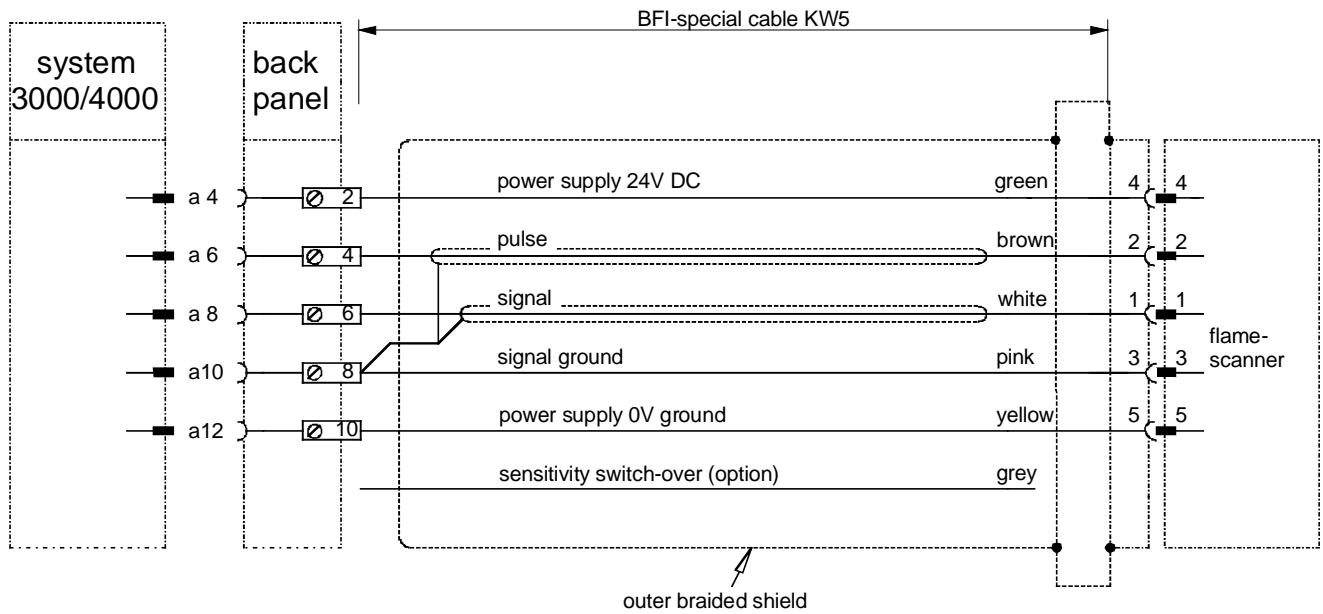 BFI-special cable KW5
system
3000/4000
back
panel
a 4 2 power supply 24V DC green 4 4
a 6 4 pulse brown 2 2
a 8 6 signal white 1 1
flame-
scanner
a10 8 signal ground pink 3 3
a12 10 power supply 0V ground yellow 5 5
sensitivity switch-over (option) grey
outer braided shield